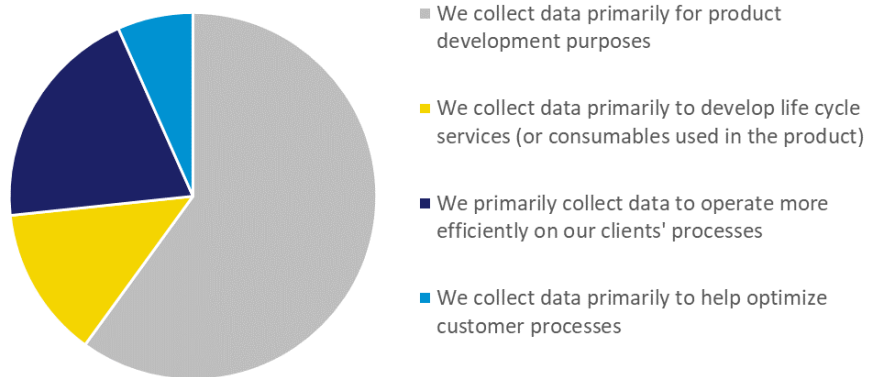 We collect data primarily for product
development purposes
We collect data primarily to develop life cycle
services (or consumables used in the product)
We primarily collect data to operate more
efficiently on our clients' processes
We collect data primarily to help optimize
customer processes